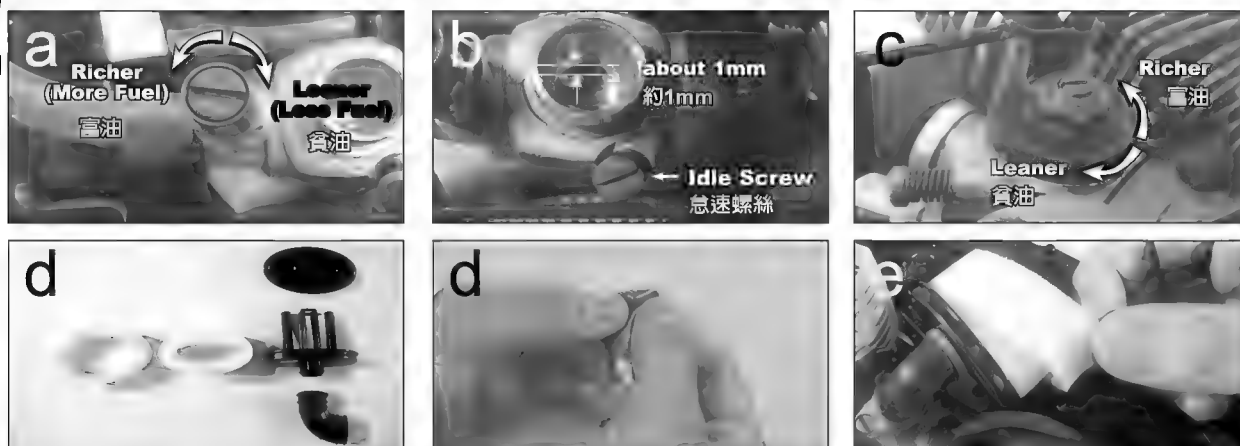 a
Richer
(More Fuel)
富油
Leaner
(Less Fuel)
貧油
b
about 1mm
約1mm
Idle Screw
怠速螺絲
c
Richer
富油
Leaner
貧油
d
d
e